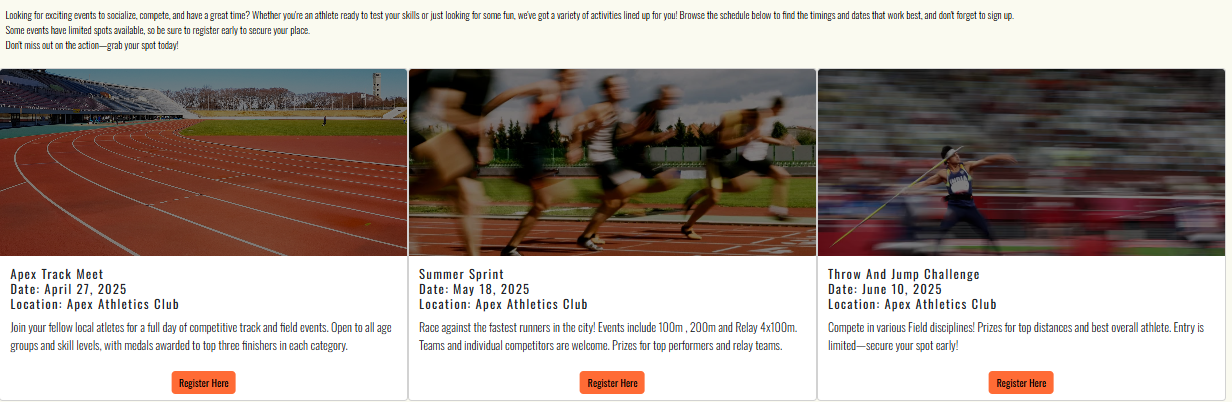 Looking for exciting events to socialize, compete, and have a great time? Whether you're an athlete ready to test your skills or just looking for some fun, we've got a variety of activities lined up for you! Browse the schedule below to find the timings and dates that work best, and don't forget to sign up.
Some events have limited spots available, so be sure to register early to secure your place.
Don't miss out on the action—grab your spot today!
INDIA
Apex Track Meet
Date: April 27, 2025
Location: Apex Athletics Club
Join your fellow local atletes for a full day of competitive track and field events. Open to all age
groups and skill levels, with medals awarded to top three finishers in each category.
Register Here
Summer Sprint
Date: May 18, 2025
Location: Apex Athletics Club
Race against the fastest runners in the city! Events include 100m , 200m and Relay 4x100m.
Teams and individual competitors are welcome. Prizes for top performers and relay teams.
Register Here
Throw And Jump Challenge
Date: June 10, 2025
Location: Apex Athletics Club
Compete in various Field disciplines! Prizes for top distances and best overall athlete. Entry is
limited—secure your spot early!
Register Here